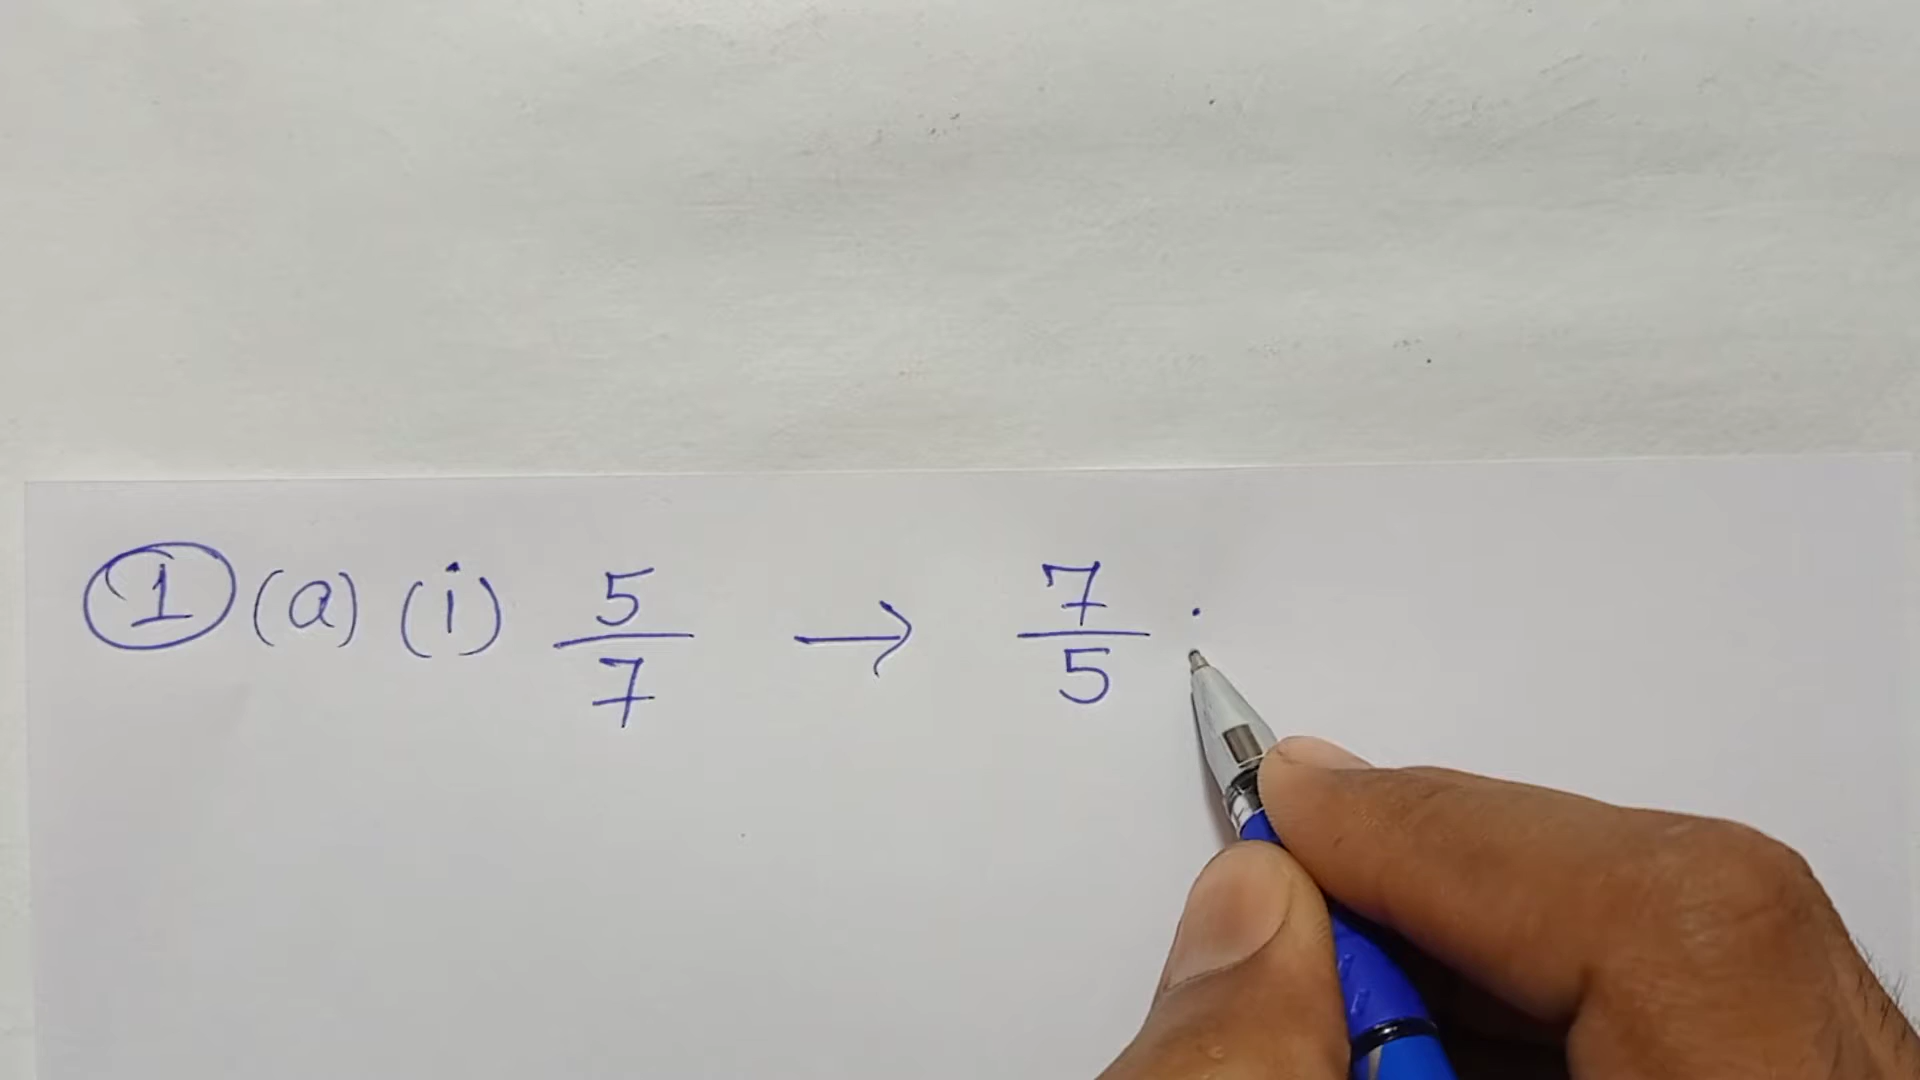 ① (a) (i) 5/7 → 7/5 :